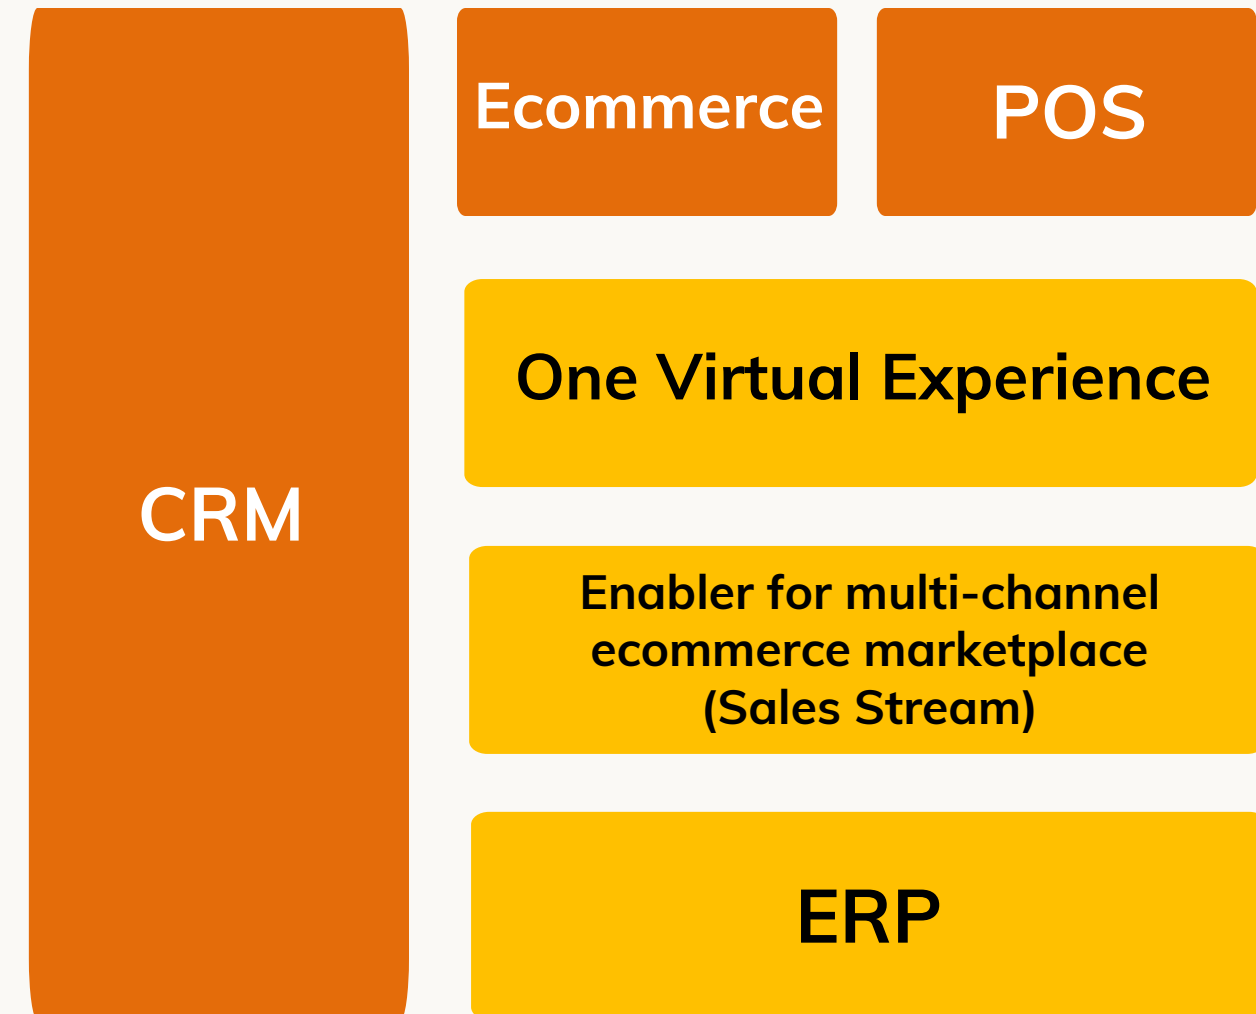 Ecommerce
POS
One Virtual Experience
CRM
Enabler for multi-channel
ecommerce marketplace
(Sales Stream)
ERP